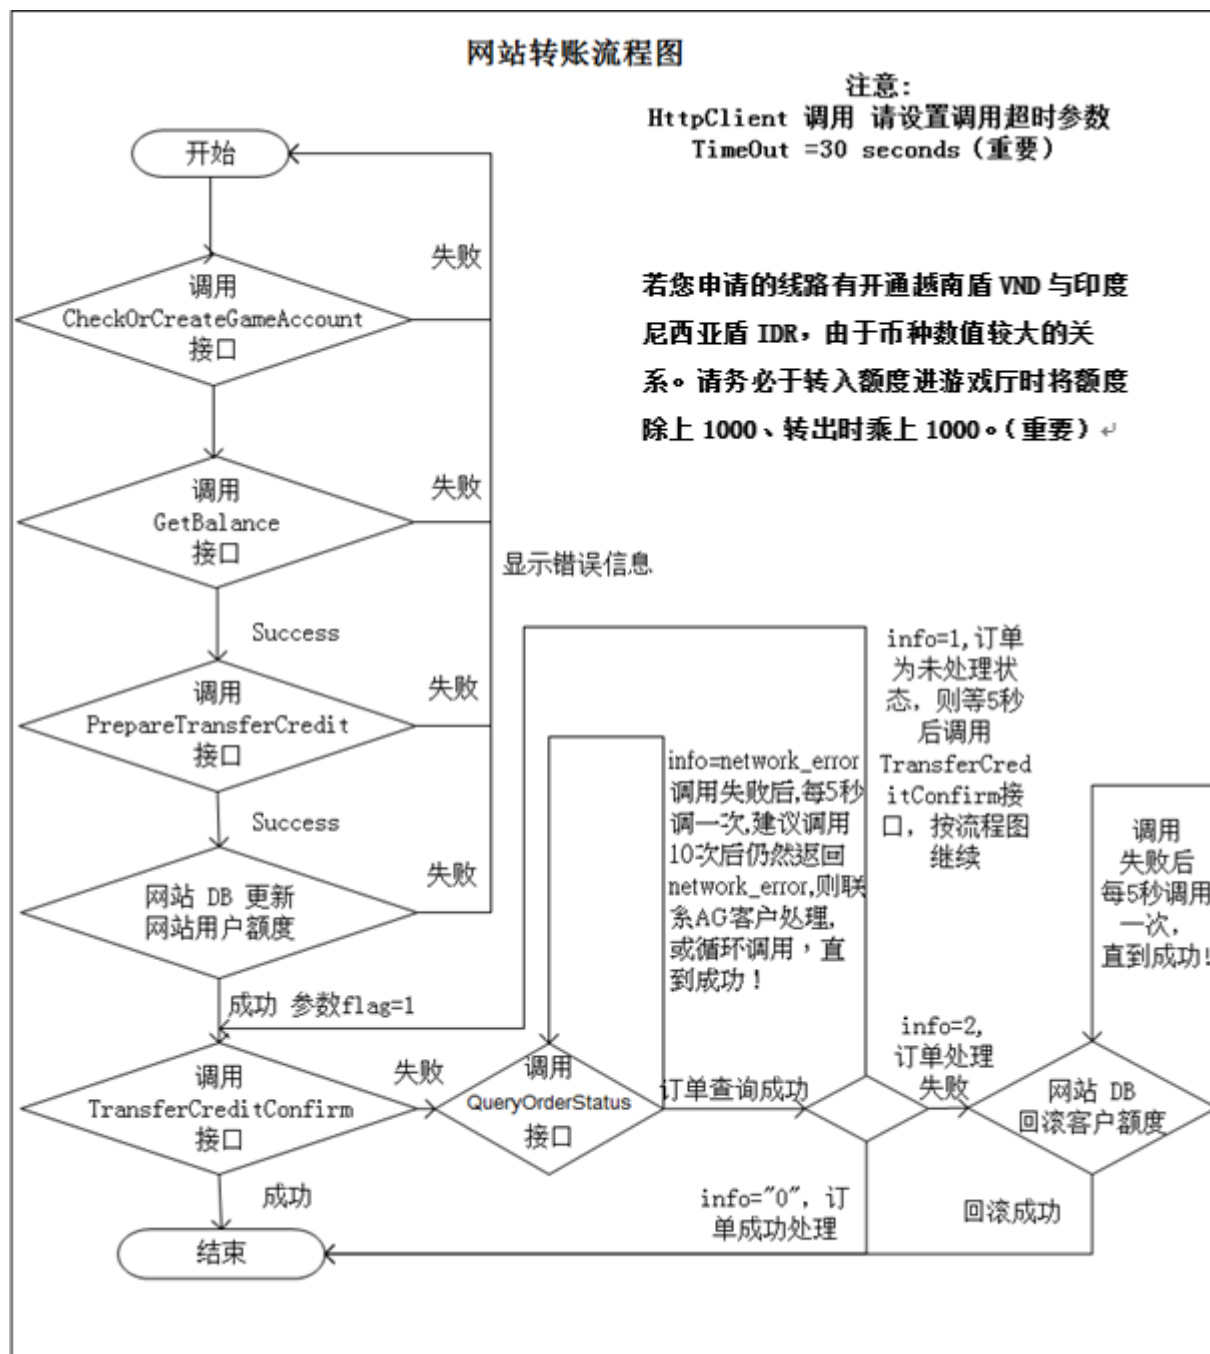 网站转账流程图
注意:
HttpClient 调用 请设置调用超时参数
TimeOut =30 seconds（重要）
开始
失败
调用
CheckOrCreateGameAccount
接口
若您申请的线路有开通越南盾 VND 与印度
尼西亚盾 IDR，由于币种数值较大的关
系。请务必于转入额度进游戏厅时将额度
除上 1000、转出时乘上 1000。（重要）
失败
调用
GetBalance
接口
显示错误信息
Success
失败
调用
PrepareTransferCredit
接口
Success
失败
网站 DB 更新
网站用户额度
成功 参数flag=1
info=network_error
调用失败后,每5秒
调一次,建议调用
10次后仍然返回
network_error,则联
系AG客户处理,
或循环调用，直
到成功！
info=1,订单
为未处理状
态，则等5秒
后调用
TransferCred
itConfirm接
口，按流程图
继续
调用
失败后
每5秒调用
一次，
直到成功!
调用
TransferCreditConfirm
接口
失败
调用
QueryOrderStatus
接口
订单查询成功
info=2,
订单处理
失败
网站 DB
回滚客户额度
成功
info="0"，订
单成功处理
回滚成功
结束